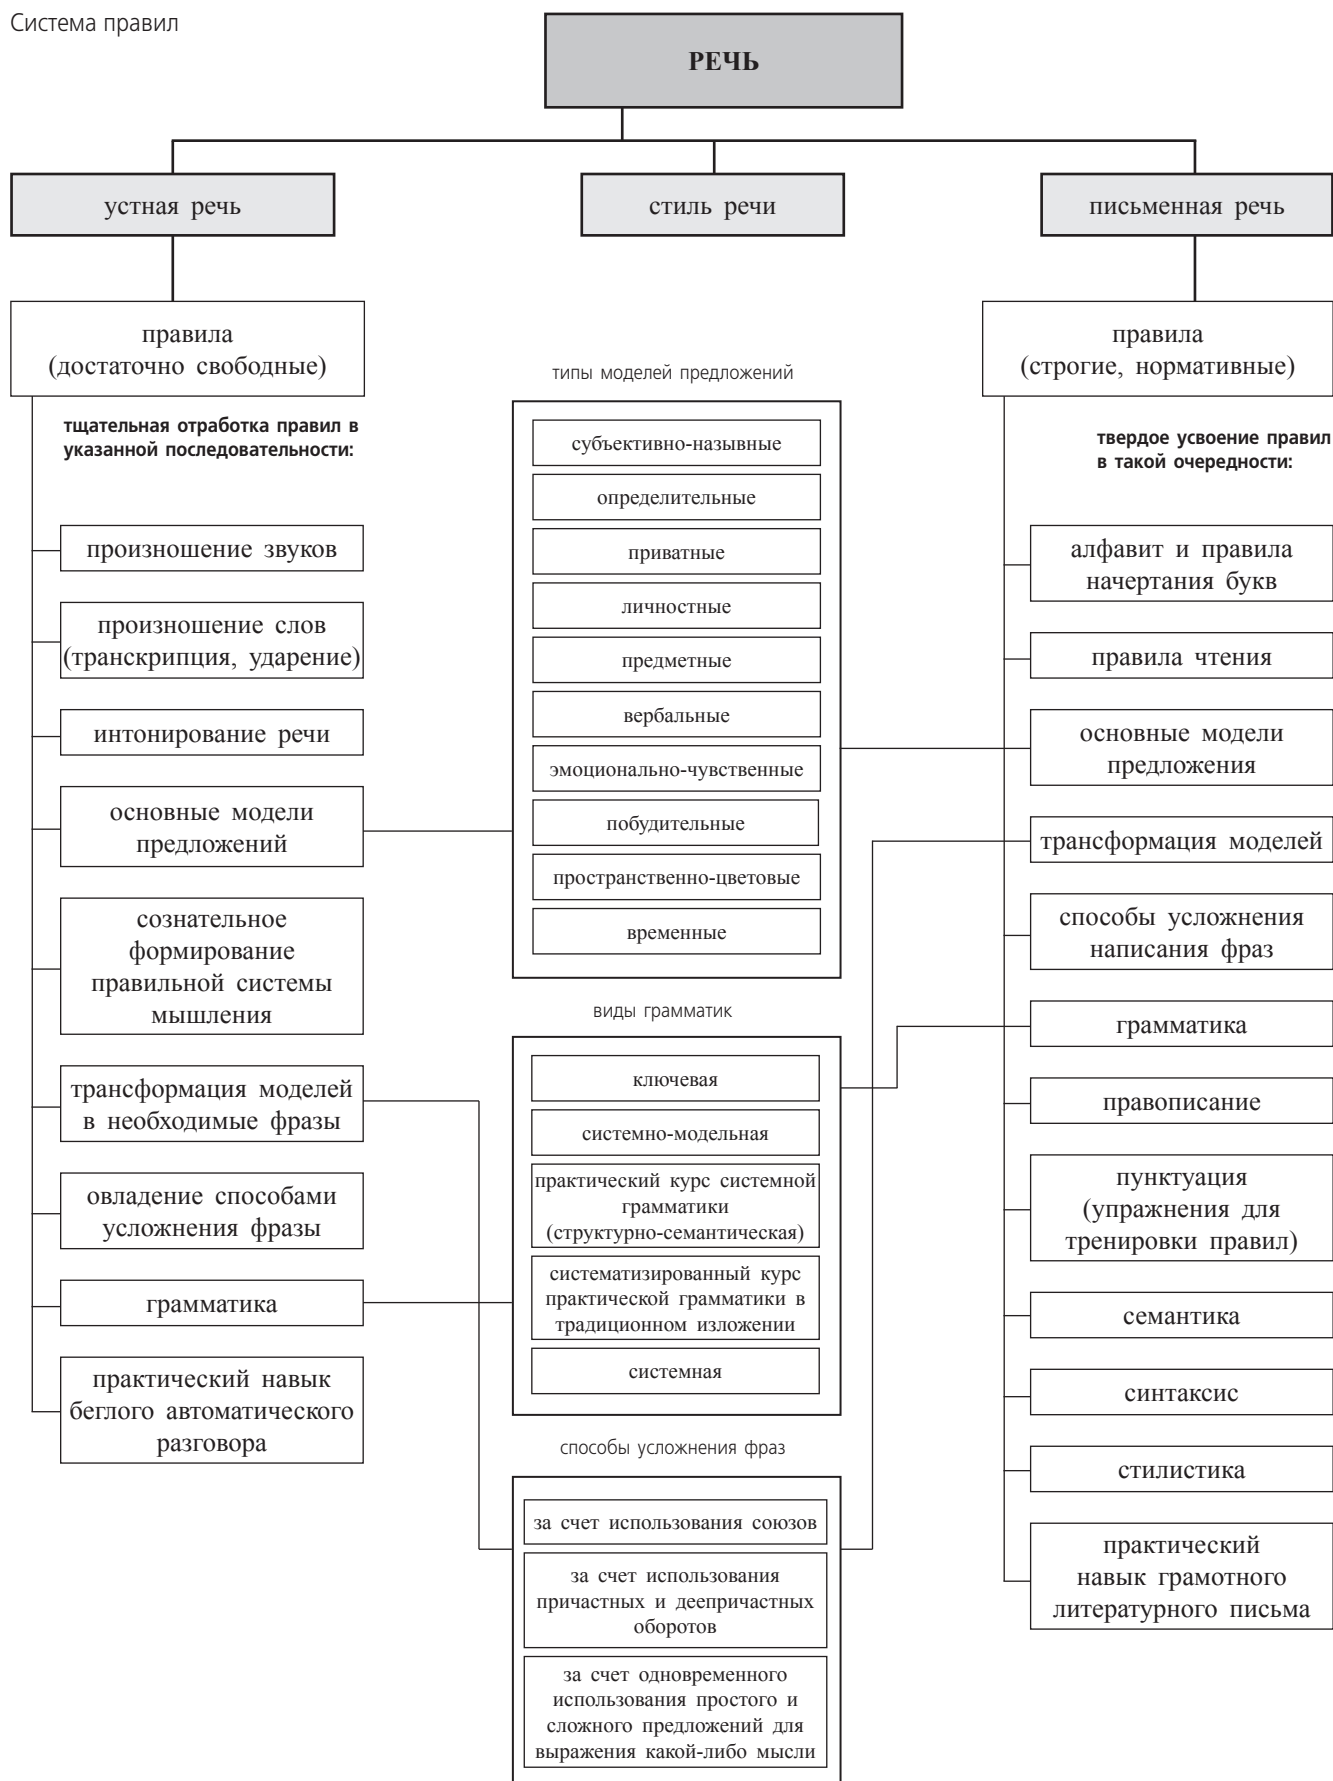 Система правил
РЕЧЬ
устная речь
стиль речи
письменная речь
правила
(достаточно свободные)
тщательная отработка правил в
указанной последовательности:
произношение звуков
произношение слов
(транскрипция, ударение)
интонирование речи
основные модели
предложений
сознательное
формирование
правильной системы
мышления
трансформация моделей
в необходимые фразы
овладение способами
усложнения фразы
грамматика
практический навык
беглого автоматического
разговора
типы моделей предложений
субъективно-назывные
определительные
приватные
личностные
предметные
вербальные
эмоционально-чувственные
побудительные
пространственно-цветовые
временные
виды грамматик
ключевая
системно-модельная
практический курс системной
грамматики
(структурно-семантическая)
систематизированный курс
практической грамматики в
традиционном изложении
системная
способы усложнения фраз
за счет использования союзов
за счет использования
причастных и деепричастных
оборотов
за счет одновременного
использования простого и
сложного предложений для
выражения какой-либо мысли
правила
(строгие, нормативные)
твердое усвоение правил
в такой очередности:
алфавит и правила
начертания букв
правила чтения
основные модели
предложения
трансформация моделей
способы усложнения
написания фраз
грамматика
правописание
пунктуация
(упражнения для
тренировки правил)
семантика
синтаксис
стилистика
практический
навык грамотного
литературного письма